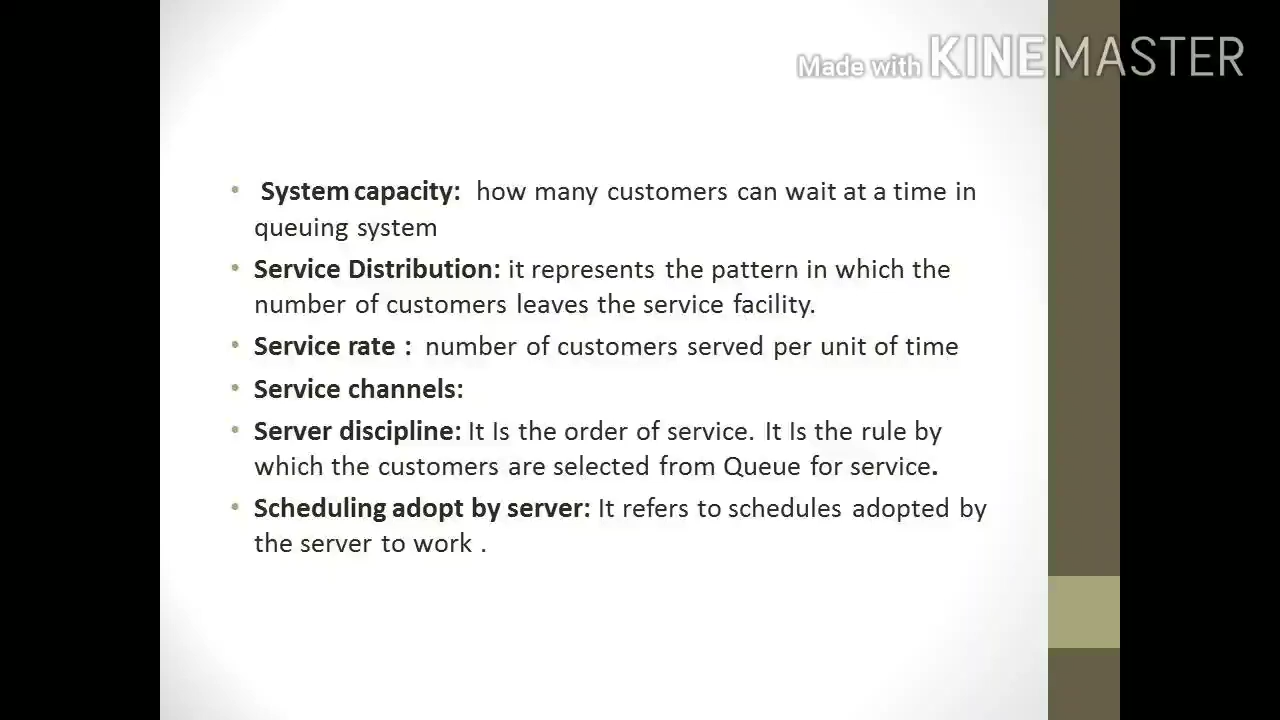 Made with KINEMASTER
• System capacity: how many customers can wait at a time in
queuing system
• Service Distribution: it represents the pattern in which the
number of customers leaves the service facility.
• Service rate : number of customers served per unit of time
• Service channels:
• Server discipline: It Is the order of service. It Is the rule by
which the customers are selected from Queue for service.
• Scheduling adopt by server: It refers to schedules adopted by
the server to work .